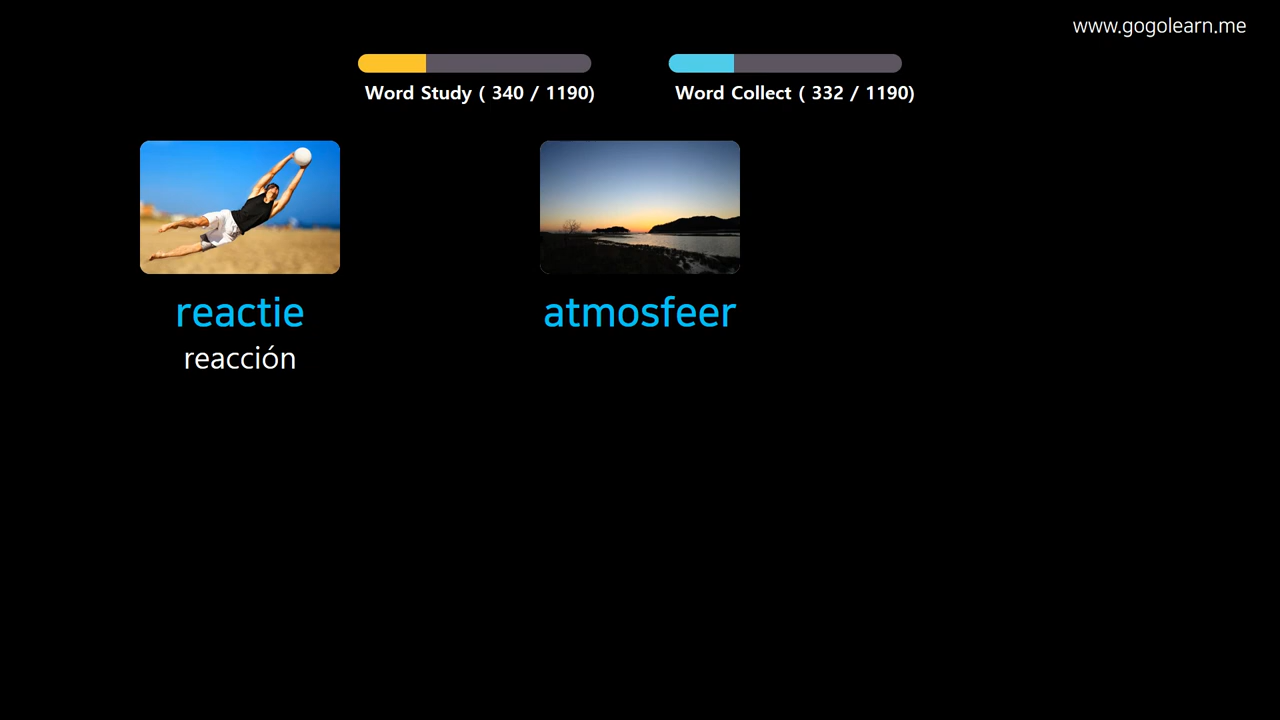 www.gogolearn.me
Word Study ( 340 / 1190)
Word Collect ( 332 / 1190)
reactie
atmosfeer
reacción